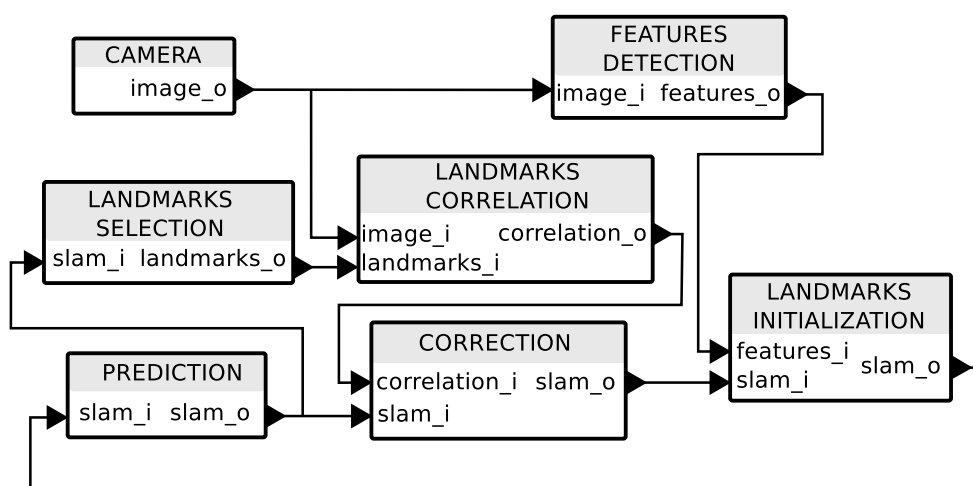 CAMERA
image_o
FEATURES
DETECTION
image_i features_o
LANDMARKS
SELECTION
slam_i landmarks_o
LANDMARKS
CORRELATION
image_i correlation_o
landmarks_i
LANDMARKS
INITIALIZATION
features_i
slam_i
slam_o
PREDICTION
slam_i slam_o
CORRECTION
correlation_i slam_o
slam_i